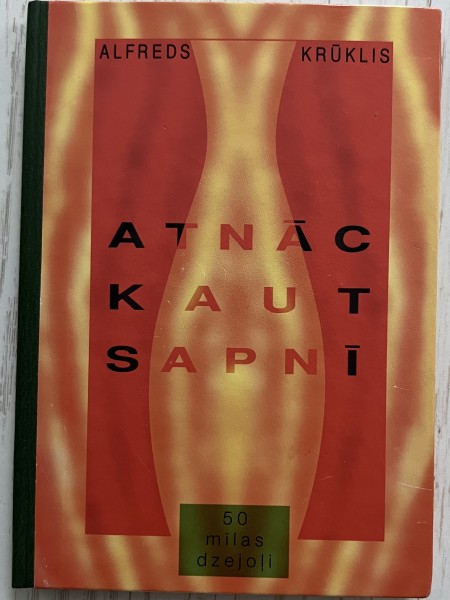 ALFREDS KRŪKLIS
ATNĀC
KAUT
SAPNĪ
50
mīlas
dzejoļi